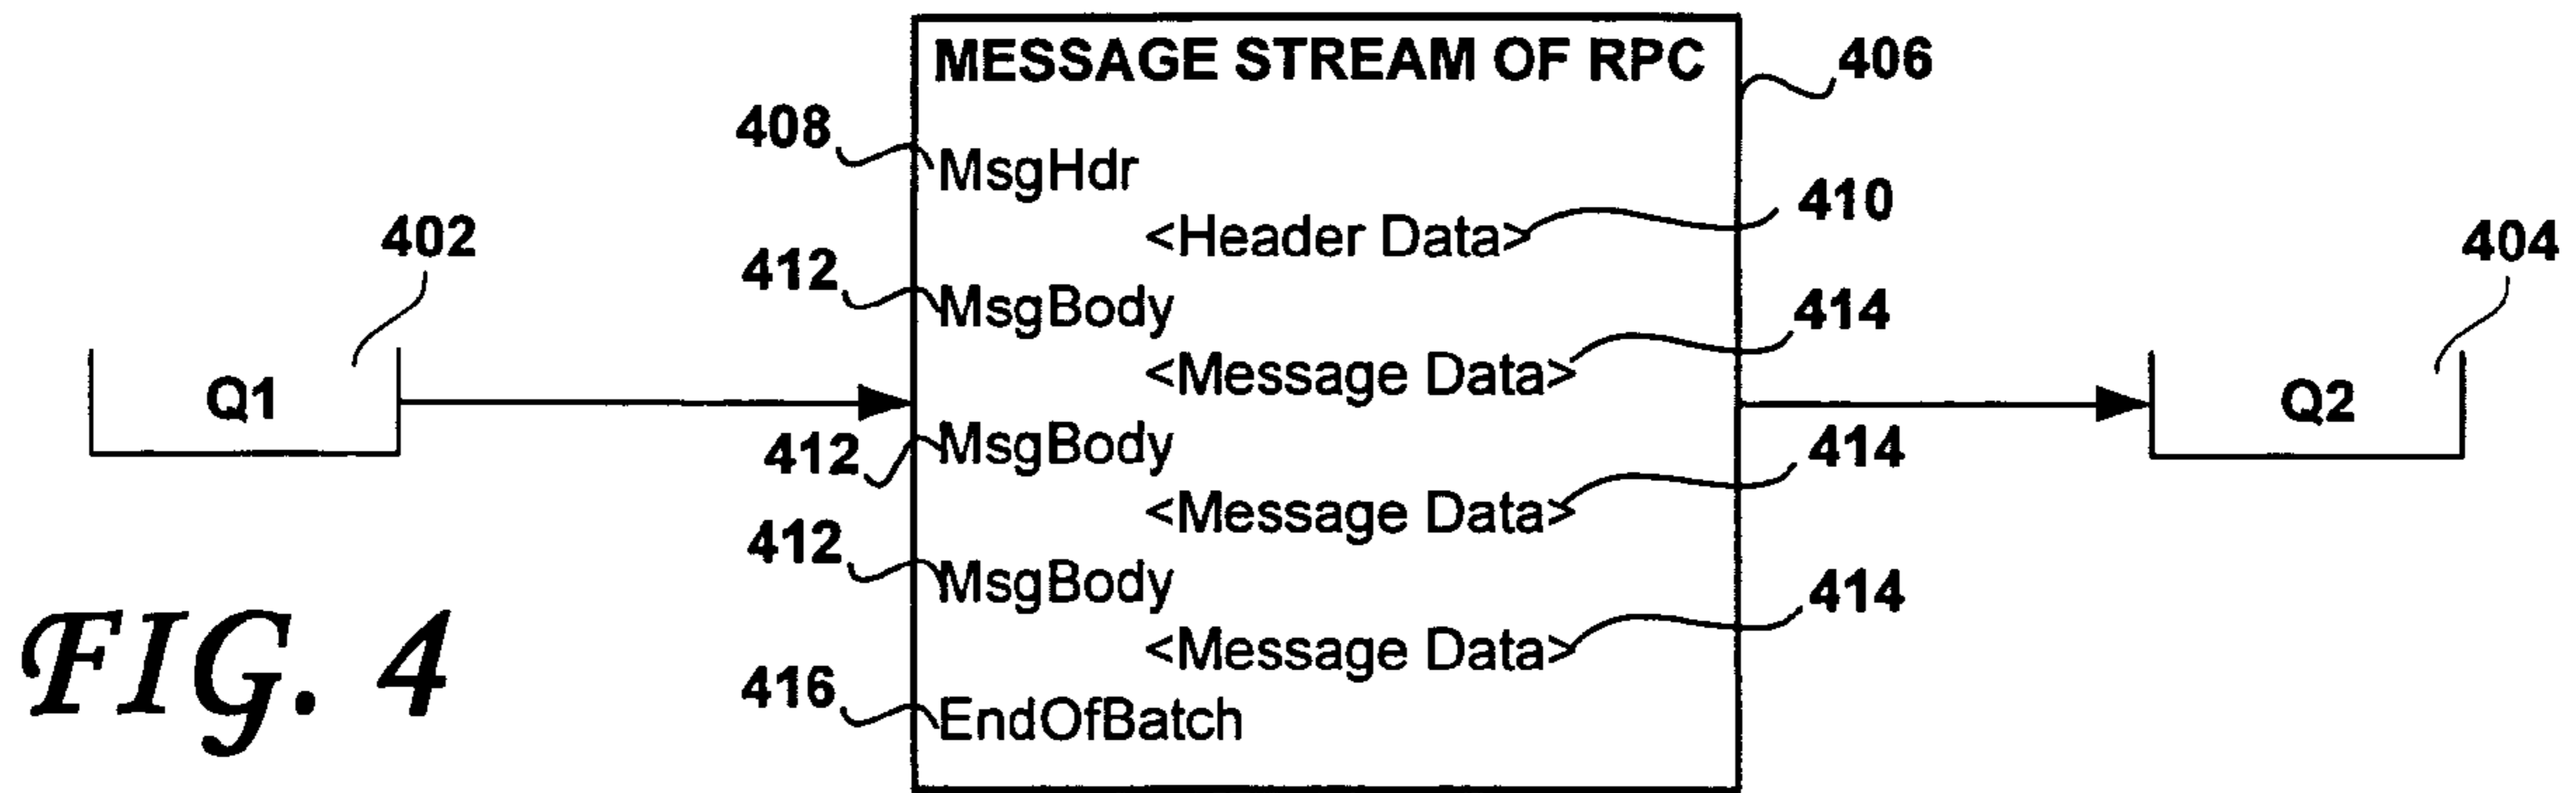 MESSAGE STREAM OF RPC
406
408
MsgHdr
410
<Header Data>
402
404
412
MsgBody
414
<Message Data>
Q1
Q2
412
MsgBody
414
<Message Data>
412
MsgBody
414
<Message Data>
416
EndOfBatch
FIG. 4